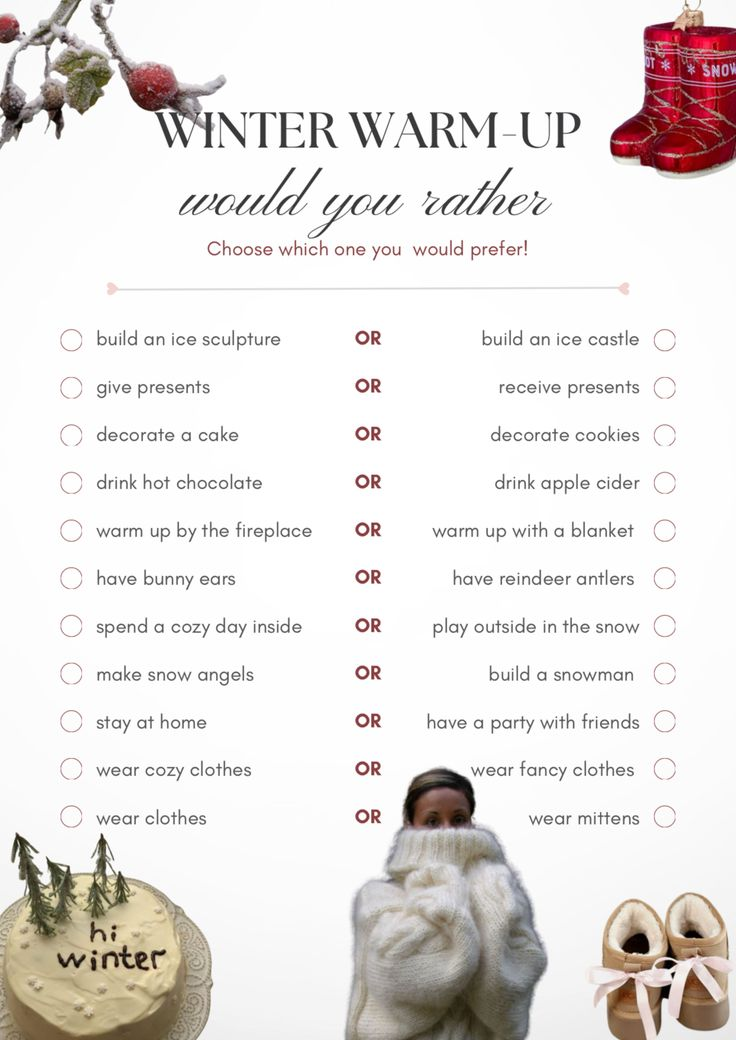 WINTER WARM-UP
would you rather
Choose which one you would prefer!
build an ice sculpture OR build an ice castle
give presents OR receive presents
decorate a cake OR decorate cookies
drink hot chocolate OR drink apple cider
warm up by the fireplace OR warm up with a blanket
have bunny ears OR have reindeer antlers
spend a cozy day inside OR play outside in the snow
make snow angels OR build a snowman
stay at home OR have a party with friends
wear cozy clothes OR wear fancy clothes
wear clothes OR wear mittens
SNOW
hi
winter